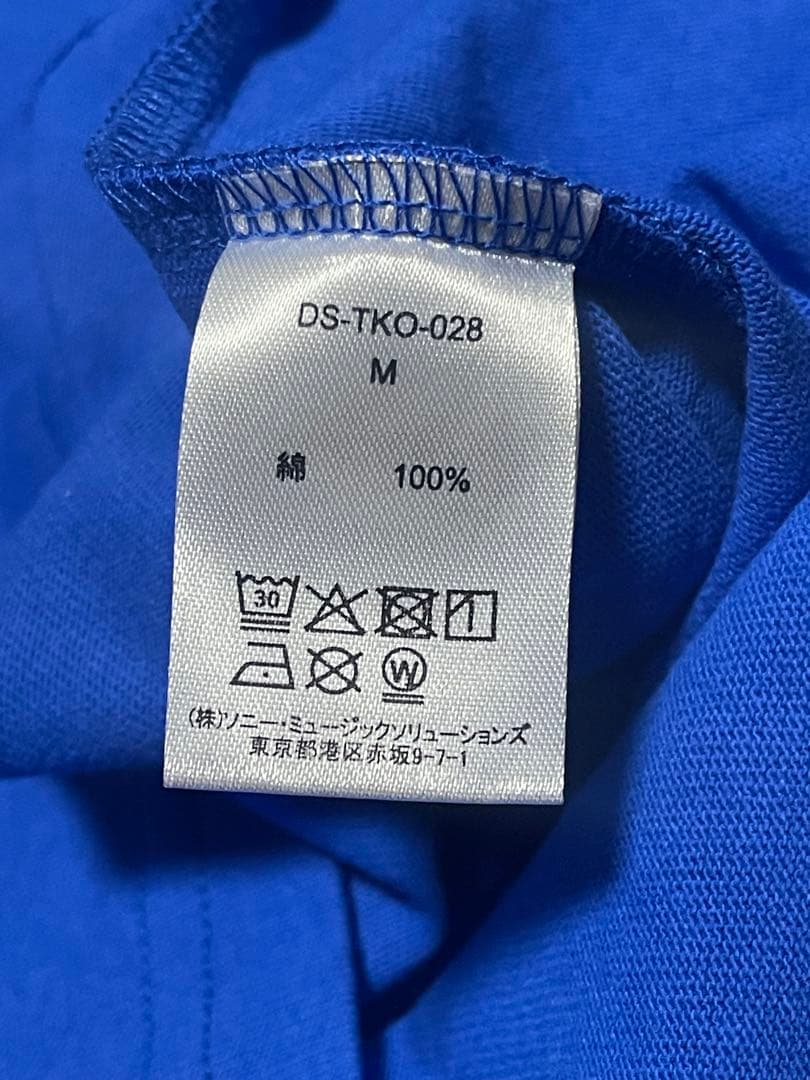 DS-TKO-028
M
綿 100%
30
W
(株)ソニー・ミュージックソリューションズ
東京都港区赤坂9-7-1